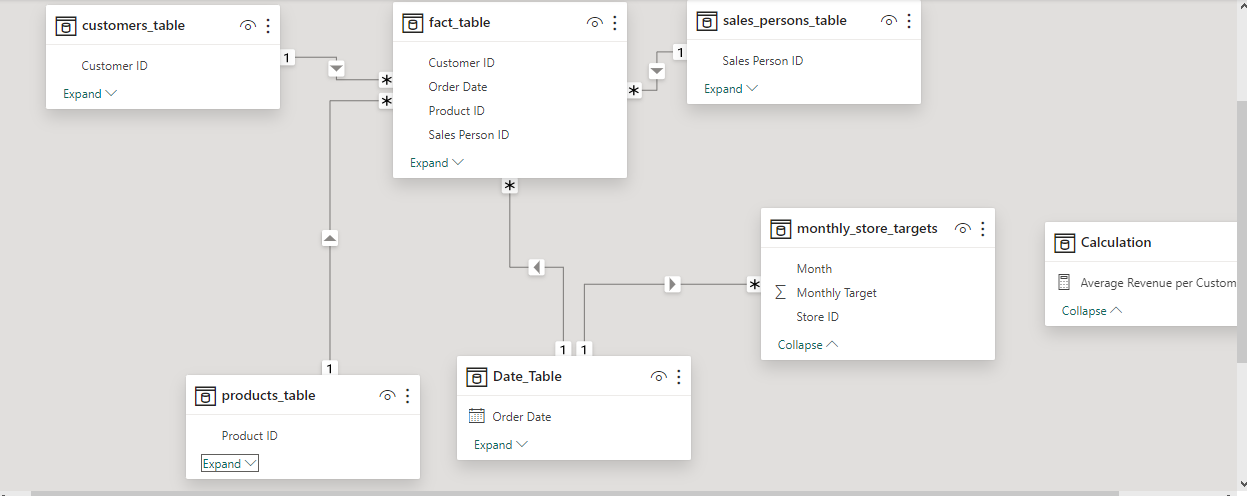 customers_table
Customer ID
Expand
fact_table
Customer ID
Order Date
Product ID
Sales Person ID
Expand
sales_persons_table
Sales Person ID
Expand
1
*
*
*
1
*
monthly_store_targets
Month
Monthly Target
Store ID
Collapse
*
Calculation
Average Revenue per Custom
Collapse
1
products_table
Product ID
Expand
1
1
Date_Table
Order Date
Expand